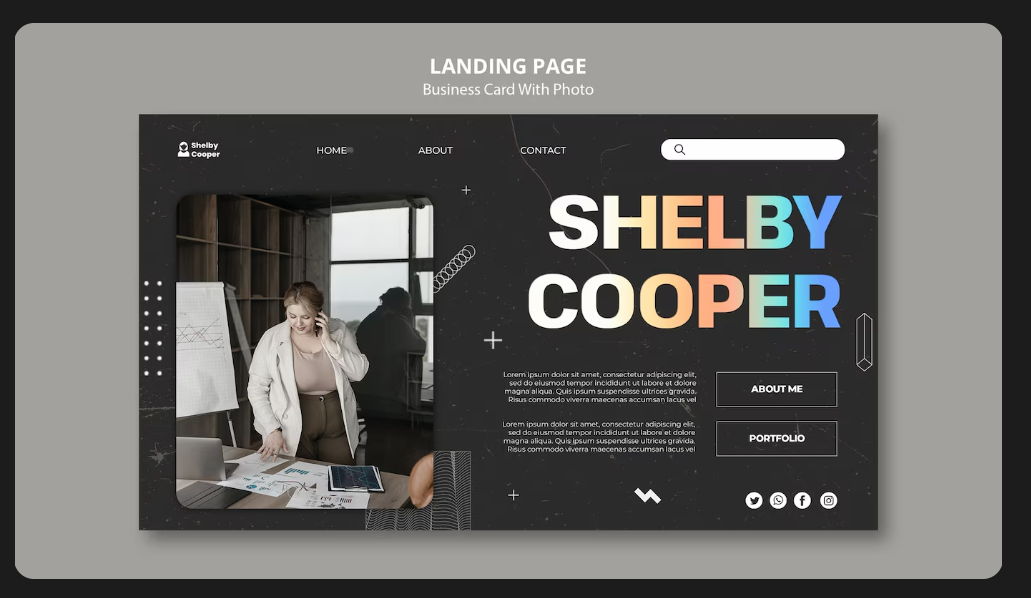 LANDING PAGE
Business Card With Photo
Shelby
Cooper
HOME
ABOUT
CONTACT
SHELBY
COOPER
Lorem ipsum dolor sit amet, consectetur adipiscing elit,
sed do eiusmod tempor incididunt ut labore et dolore
magna aliqua. Quis ipsum suspendisse ultrices gravida.
Risus commodo viverra maecenas accumsan lacus vel
Lorem ipsum dolor sit amet, consectetur adipiscing elit,
sed do eiusmod tempor incididunt ut labore et dolore
magna aliqua. Quis ipsum suspendisse ultrices gravida.
Risus commodo viverra maecenas accumsan lacus vel
ABOUT ME
PORTFOLIO